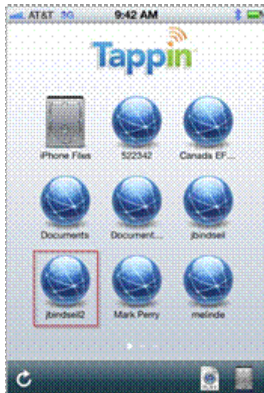 AT&T 3G 9:42 AM
Tappin
iPhone Files 522342 Canada EF...
Documents Document... jbindseil
jbindseil2 Mark Perry melinde